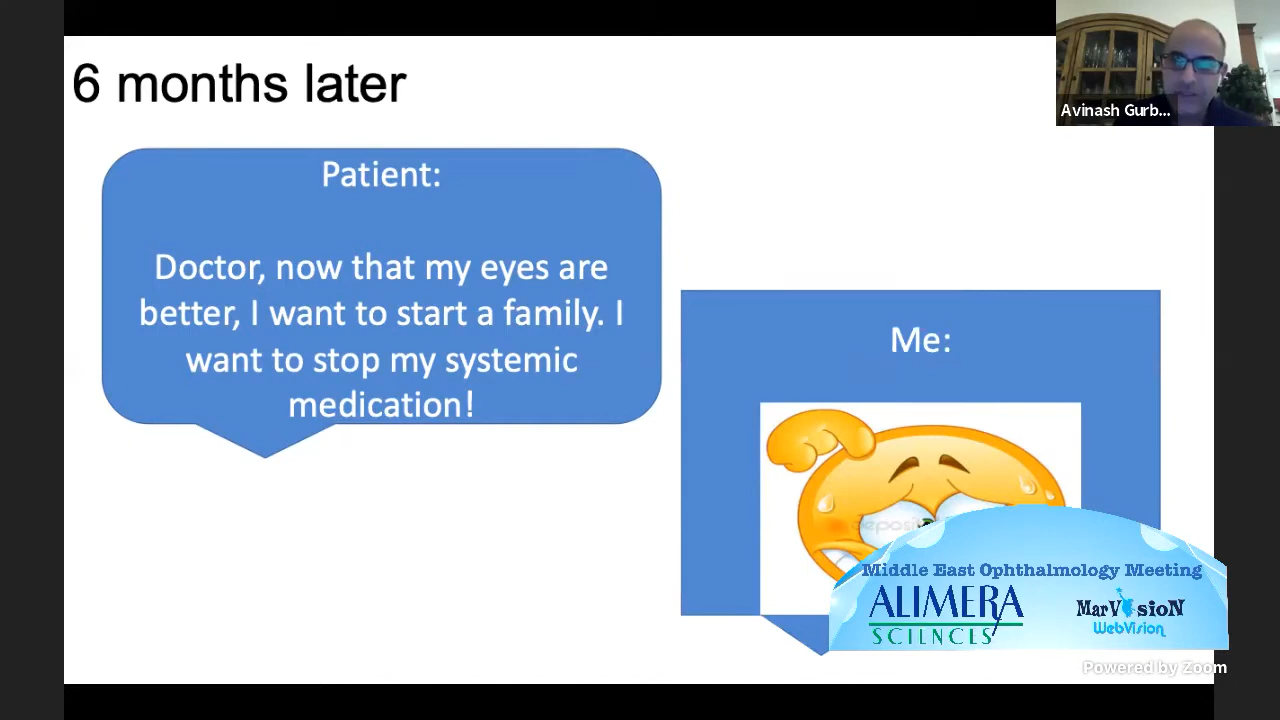 6 months later
Avinash Gurb...
Patient:
Doctor, now that my eyes are
better, I want to start a family. I
want to stop my systemic
medication!
Me:
Middle East Ophthalmology Meeting
ALIMERA
SCIENCES
MarVisioN
WebVision
Powered by Zoom